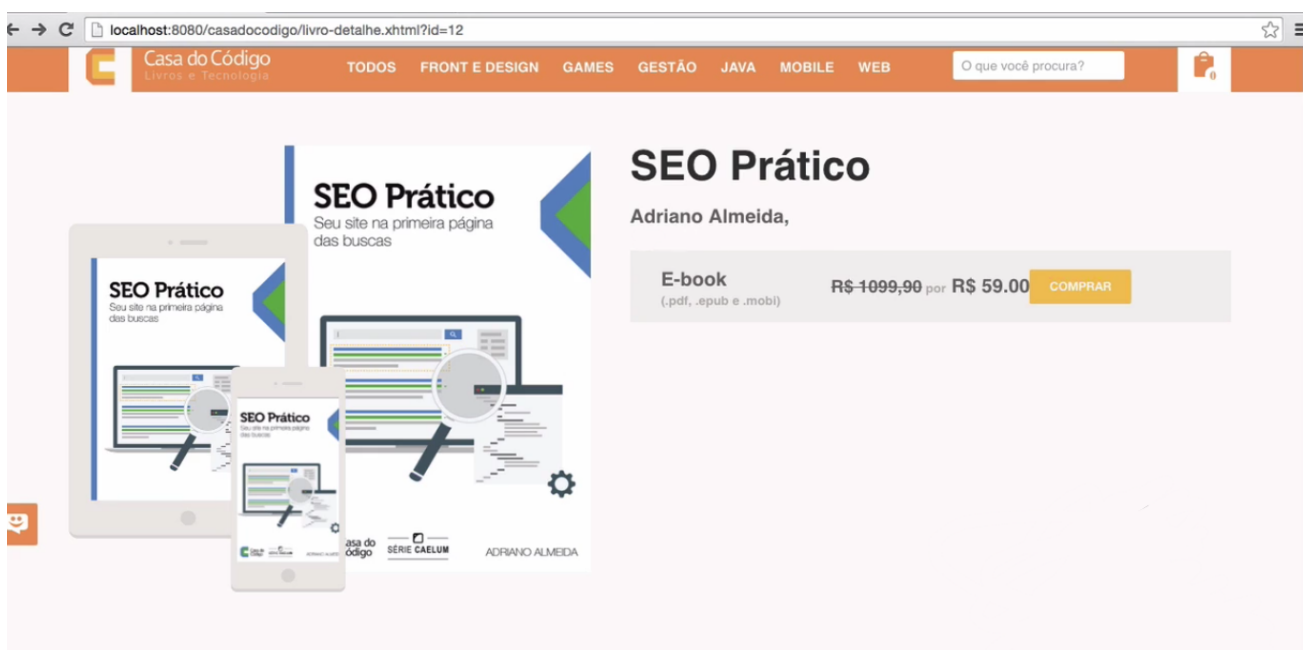 localhost:8080/casadocodigo/livro-detalhe.xhtml?id=12
Casa do Código
Livros e Tecnologia
TODOS FRONT E DESIGN GAMES GESTÃO JAVA MOBILE WEB
O que você procura?
0
SEO Prático
Adriano Almeida,
E-book
(.pdf, .epub e .mobi)
R$ 1099,90 por R$ 59.00 COMPRAR
SEO Prático
Seu site na primeira página
das buscas
SEO Prático
Seu site na primeira página
das buscas
SEO Prático
Seu site na primeira página
das buscas
asa do
ódigo
SÉRIE CAELUM
ADRIANO ALMEIDA